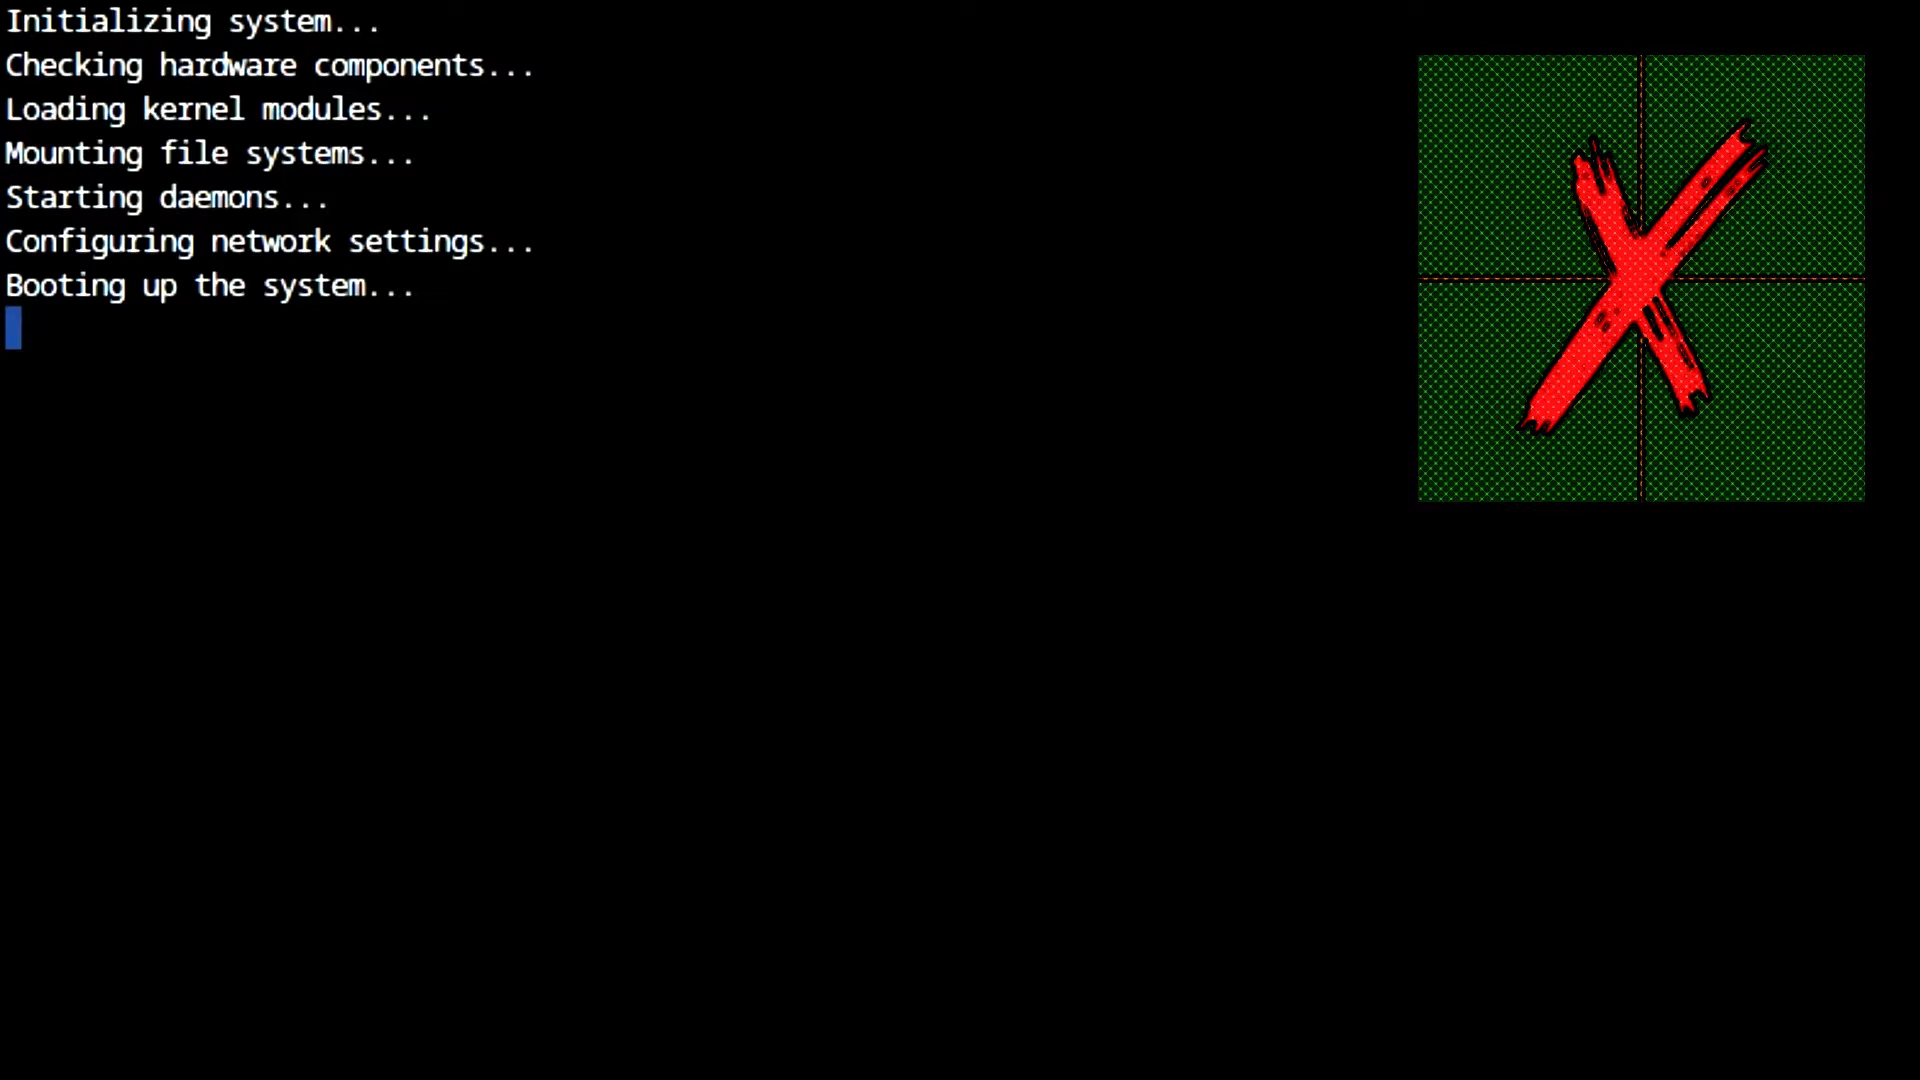 Initializing system...
Checking hardware components...
Loading kernel modules...
Mounting file systems...
Starting daemons...
Configuring network settings...
Booting up the system...